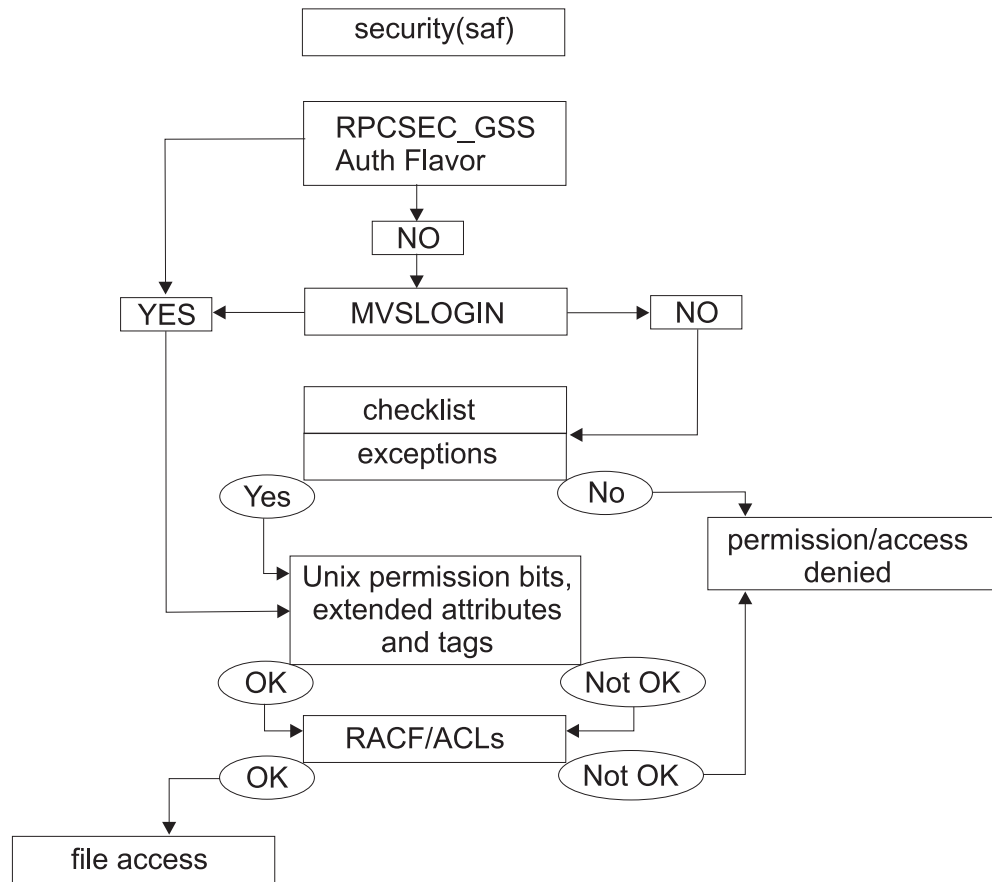 security(saf)
RPCSEC_GSS
Auth Flavor
NO
YES
MVSLOGIN
NO
checklist
exceptions
Yes
No
permission/access
denied
Unix permission bits,
extended attributes
and tags
OK
Not OK
RACF/ACLs
OK
Not OK
file access